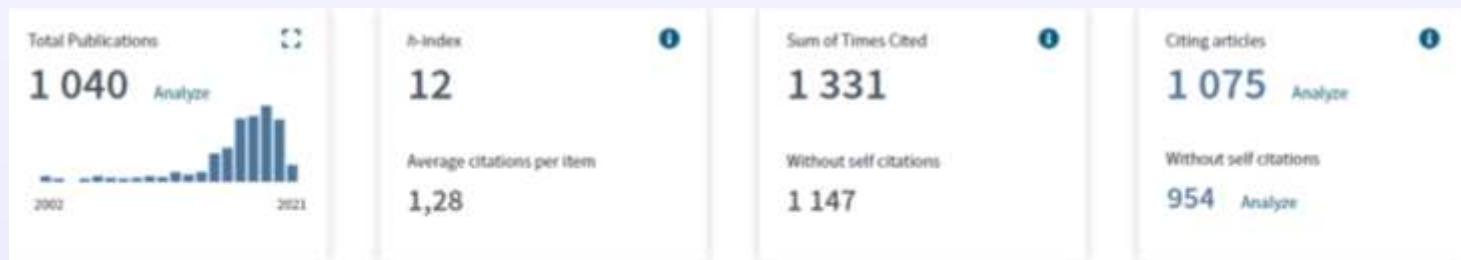 Total Publications
1 040 Analyze
2002 2021
h-index
12
Average citations per item
1,28
Sum of Times Cited
1 331
Without self citations
1 147
Citing articles
1 075 Analyze
Without self citations
954 Analyze